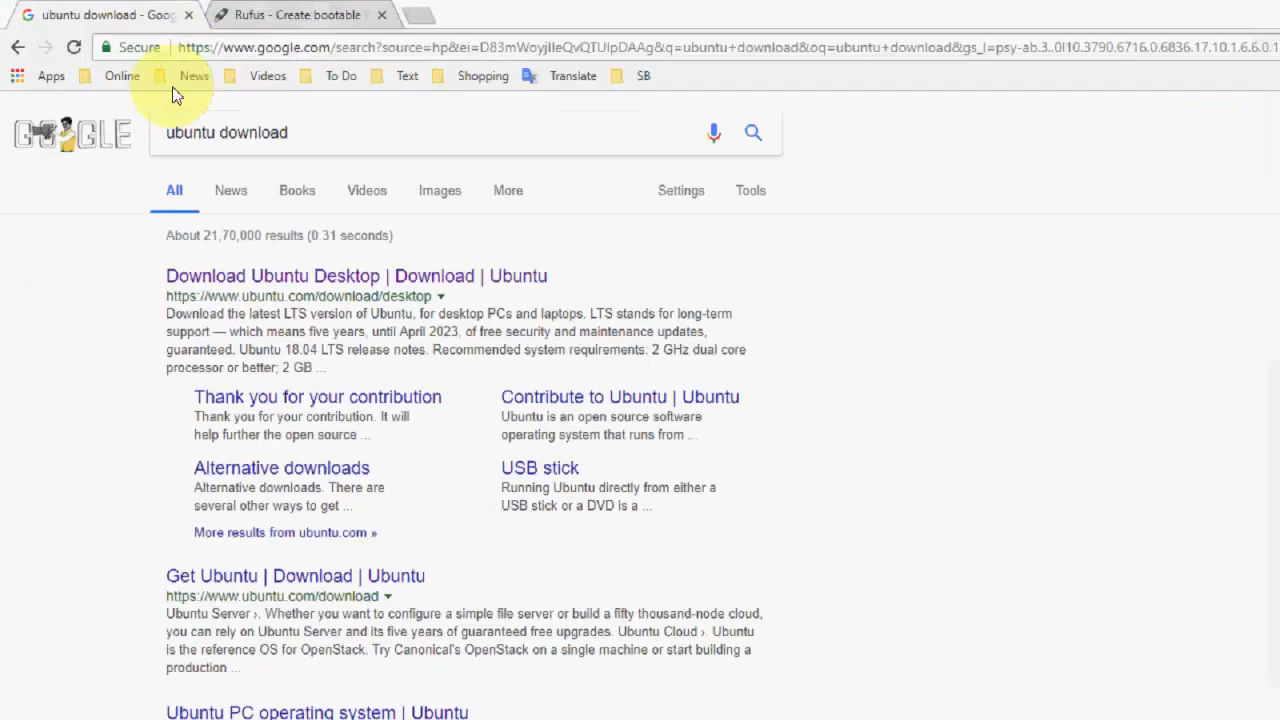 ubuntu download - Goog
Rufus - Create bootable
Secure
https://www.google.com/search?source=hp&ei=D83mWoyjIleQvQTUIpDAAg&q=ubuntu+download&oq=ubuntu+download&gs_l=psy-ab.3..0l10.3790.6716.0.6836.17.10.1.6.6.0.1
Apps
Online
News
Videos
To Do
Text
Shopping
Translate
SB
GOOGLE
ubuntu download
All
News
Books
Videos
Images
More
Settings
Tools
About 21,70,000 results (0.31 seconds)
Download Ubuntu Desktop | Download | Ubuntu
https://www.ubuntu.com/download/desktop
Download the latest LTS version of Ubuntu, for desktop PCs and laptops. LTS stands for long-term
support — which means five years, until April 2023, of free security and maintenance updates,
guaranteed. Ubuntu 18.04 LTS release notes. Recommended system requirements: 2 GHz dual core
processor or better; 2 GB ...
Thank you for your contribution
Thank you for your contribution. It will
help further the open source ...
Contribute to Ubuntu | Ubuntu
Ubuntu is an open source software
operating system that runs from ...
Alternative downloads
Alternative downloads. There are
several other ways to get ...
USB stick
Running Ubuntu directly from either a
USB stick or a DVD is a ...
More results from ubuntu.com »
Get Ubuntu | Download | Ubuntu
https://www.ubuntu.com/download
Ubuntu Server ›. Whether you want to configure a simple file server or build a fifty thousand-node cloud,
you can rely on Ubuntu Server and its five years of guaranteed free upgrades. Ubuntu Cloud ›. Ubuntu
is the reference OS for OpenStack. Try Canonical's OpenStack on a single machine or start building a
production ...
Ubuntu PC operating system | Ubuntu